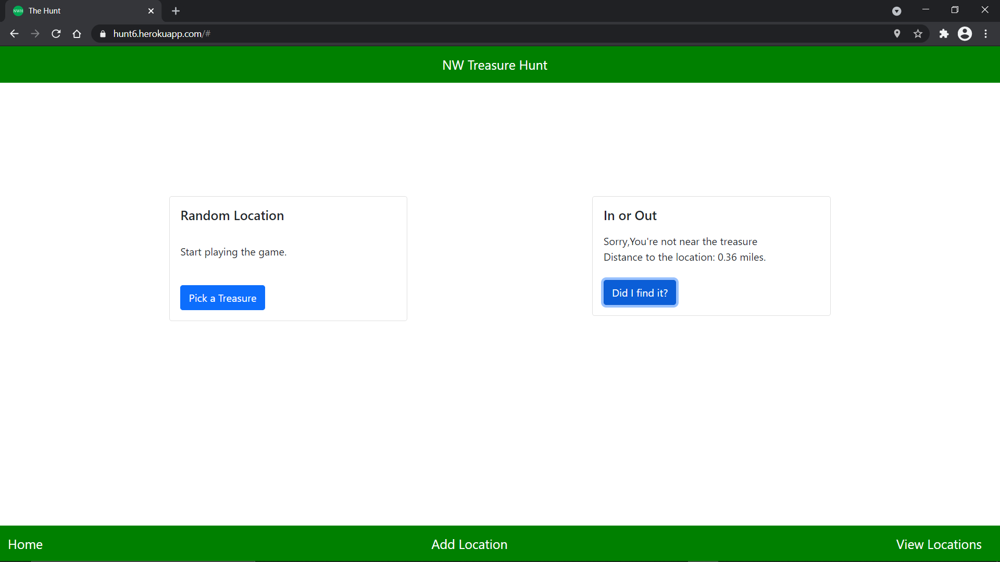 NWH
The Hunt
hunt6.herokuapp.com/#
NW Treasure Hunt
Random Location
Start playing the game.
Pick a Treasure
In or Out
Sorry,You're not near the treasure
Distance to the location: 0.36 miles.
Did I find it?
Home
Add Location
View Locations